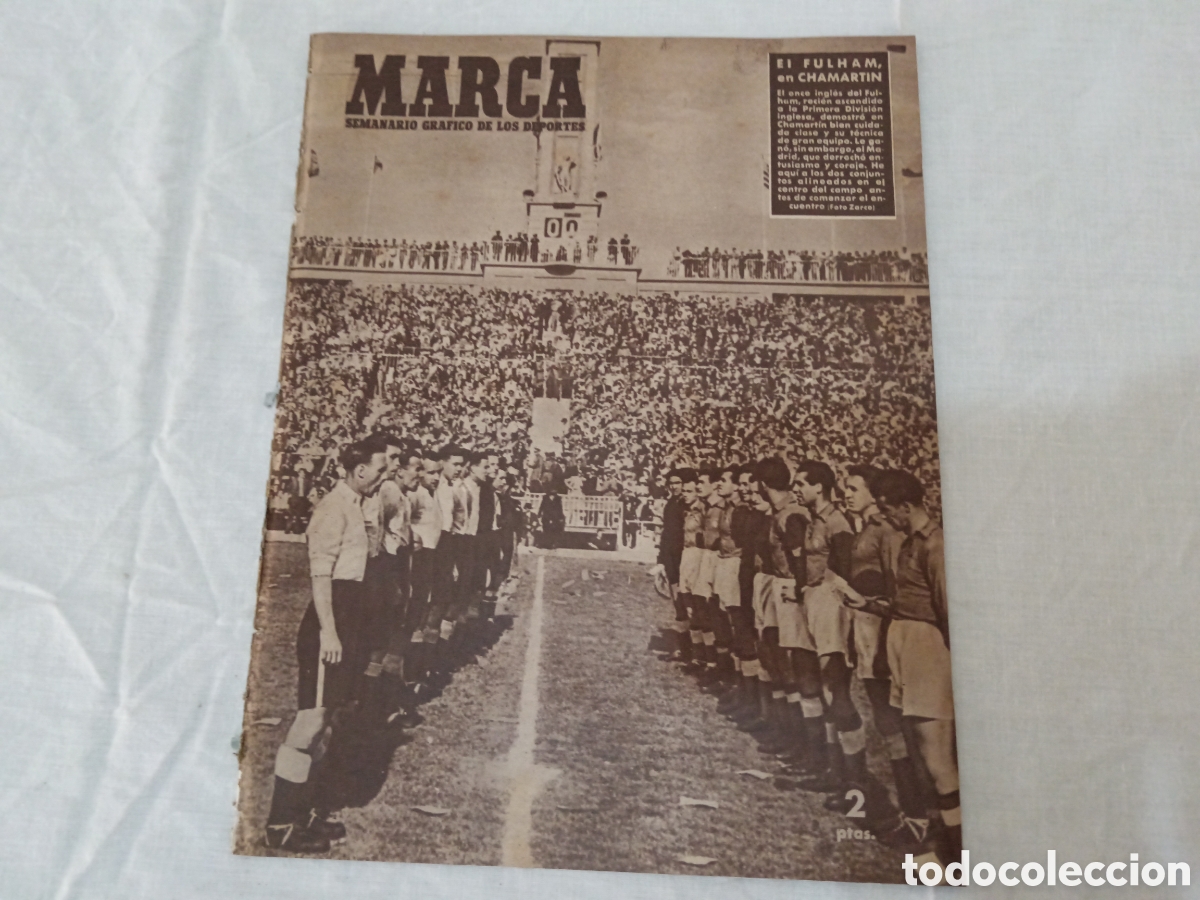 MARCA
SEMANARIO GRAFICO DE LOS DEPORTES
El FULHAM,
en CHAMARTIN
El once inglés del Ful-
ham, recién ascendido
a la Primera División
inglesa, demostró en
Chamartín bien cuida-
da clase y su técnica
de gran equipo. Le ga-
nó, sin embargo, el Ma-
drid, que derrochó en-
tusiasmo y coraje. He
aquí a los dos conjun-
tos alineados en el
centro del campo an-
tes de comenzar el en-
cuentro (Foto Zarco)
0 0
2
ptas.
todocoleccion